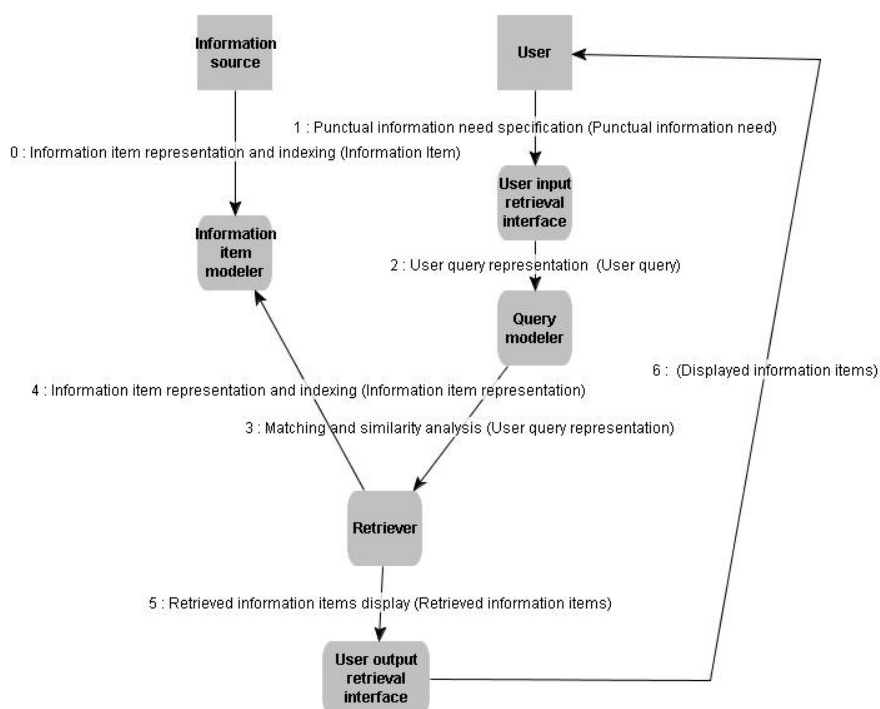 Information
source
User
1 : Punctual information need specification (Punctual information need)
0 : Information item representation and indexing (Information Item)
User input
retrieval
interface
Information
item
modeler
2 : User query representation  (User query)
Query
modeler
6 :  (Displayed information items)
4 : Information item representation and indexing (Information item representation)
3 : Matching and similarity analysis (User query representation)
Retriever
5 : Retrieved information items display (Retrieved information items)
User output
retrieval
interface